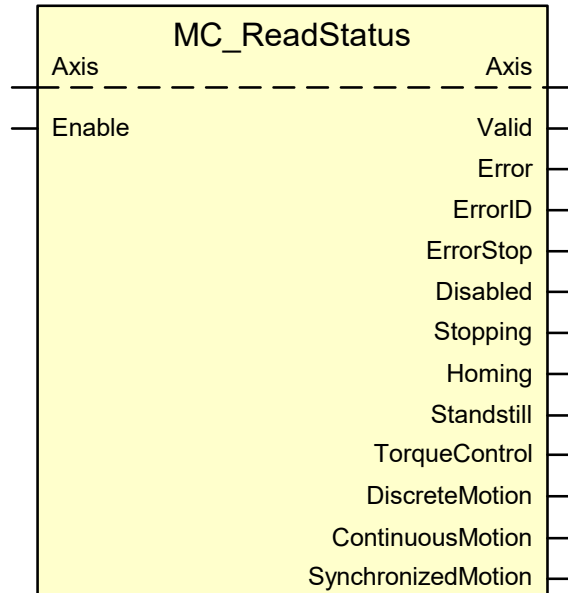 MC_ReadStatus
Axis Axis
Enable Valid
Error
ErrorID
ErrorStop
Disabled
Stopping
Homing
Standstill
TorqueControl
DiscreteMotion
ContinuousMotion
SynchronizedMotion